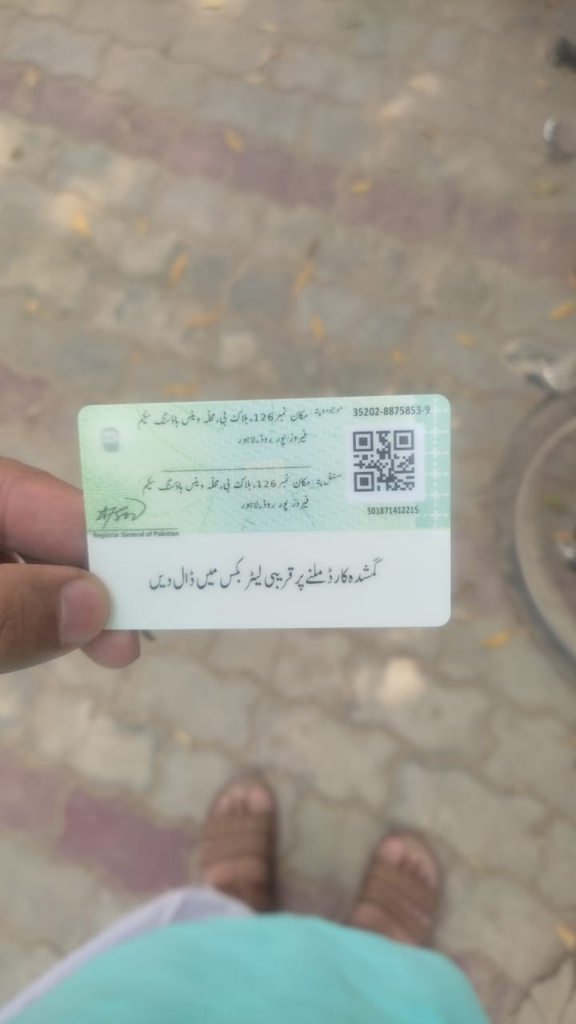 موجودہ پتہ: مکان نمبر 126، بلاک بی، محلہ وینس ہاؤسنگ سکیم
فیروز پور روڈ، لاہور
35202-8875853-9
مستقل پتہ: مکان نمبر 126، بلاک بی، محلہ وینس ہاؤسنگ سکیم
فیروز پور روڈ، لاہور
501871412215
Registrar General of Pakistan
گمشدہ کارڈ ملنے پر قریبی لیٹر بکس میں ڈال دیں